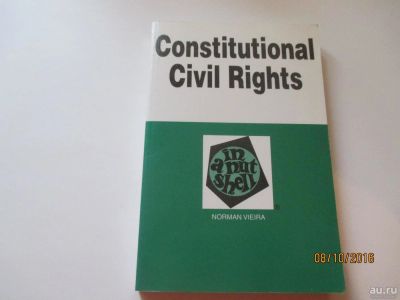 Constitutional
Civil Rights
in
a nut
shell
®
NORMAN VIEIRA
08/10/2016
au.ru